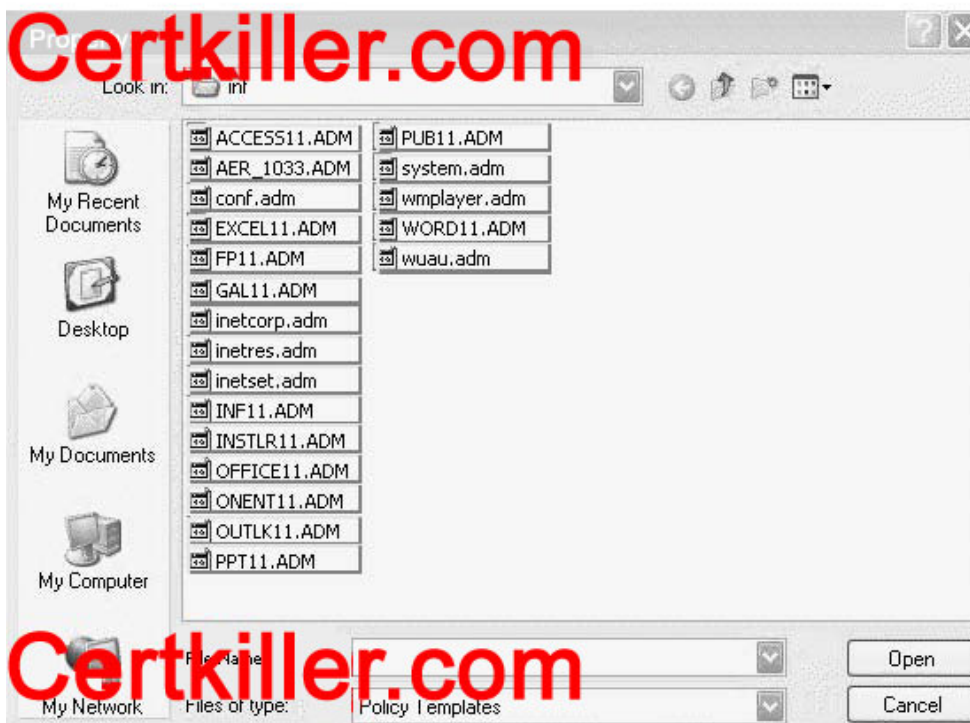 Certkiller.com
Look in:
inf
ACCESS11.ADM
AER_1033.ADM
conf.adm
EXCEL11.ADM
FP11.ADM
GAL11.ADM
inetcorp.adm
inetres.adm
inetset.adm
INF11.ADM
INSTLR11.ADM
OFFICE11.ADM
ONENT11.ADM
OUTLK11.ADM
PPT11.ADM
PUB11.ADM
system.adm
wmplayer.adm
WORD11.ADM
wuau.adm
My Recent
Documents
Desktop
My Documents
My Computer
My Network
Certkiller.com
Open
Files of type:
Policy Templates
Cancel